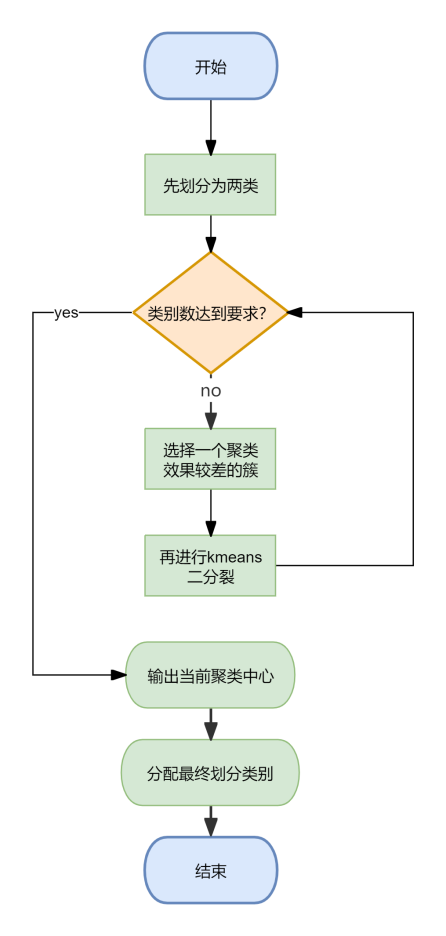 开始
先划分为两类
类别数达到要求?
yes
no
选择一个聚类
效果较差的簇
再进行kmeans
二分裂
输出当前聚类中心
分配最终划分类别
结束